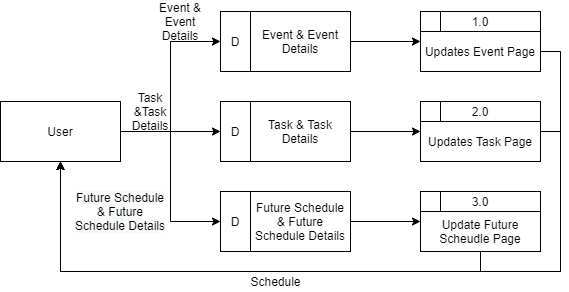 Event &
Event
Details
D
Event & Event
Details
1.0
Updates Event Page
User
Task
&Task
Details
D
Task & Task
Details
2.0
Updates Task Page
Future Schedule
& Future
Schedule Details
D
Future Schedule
& Future
Schedule Details
3.0
Update Future
Scheudle Page
Schedule